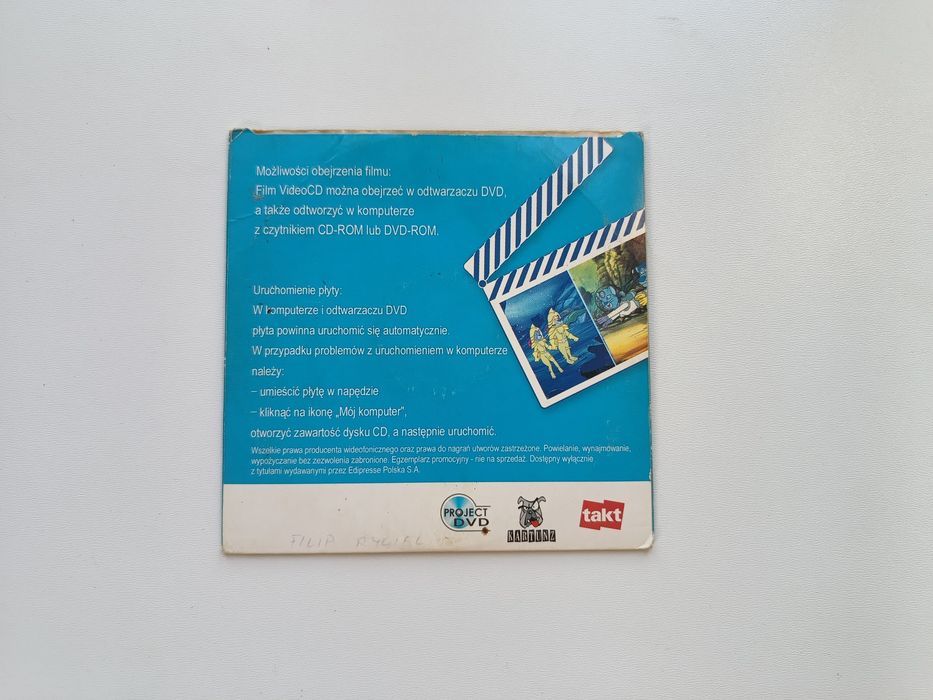 Możliwości obejrzenia filmu:
Film VideoCD można obejrzeć w odtwarzaczu DVD,
a także odtworzyć w komputerze
z czytnikiem CD-ROM lub DVD-ROM.
Uruchomienie płyty:
W komputerze i odtwarzaczu DVD
płyta powinna uruchomić się automatycznie.
W przypadku problemów z uruchomieniem w komputerze
należy:
– umieścić płytę w napędzie
– kliknąć na ikonę „Mój komputer”,
otworzyć zawartość dysku CD, a następnie uruchomić.
Wszelkie prawa producenta wideofonicznego oraz prawa do nagrań utworów zastrzeżone. Powielanie, wynajmowanie,
wypożyczanie bez zezwolenia zabronione. Egzemplarz promocyjny - nie na sprzedaż. Dostępny wyłącznie
z tytułami wydawanymi przez Edipresse Polska S.A.
PROJECT
DVD
KARTUNZ
takt
FILIP